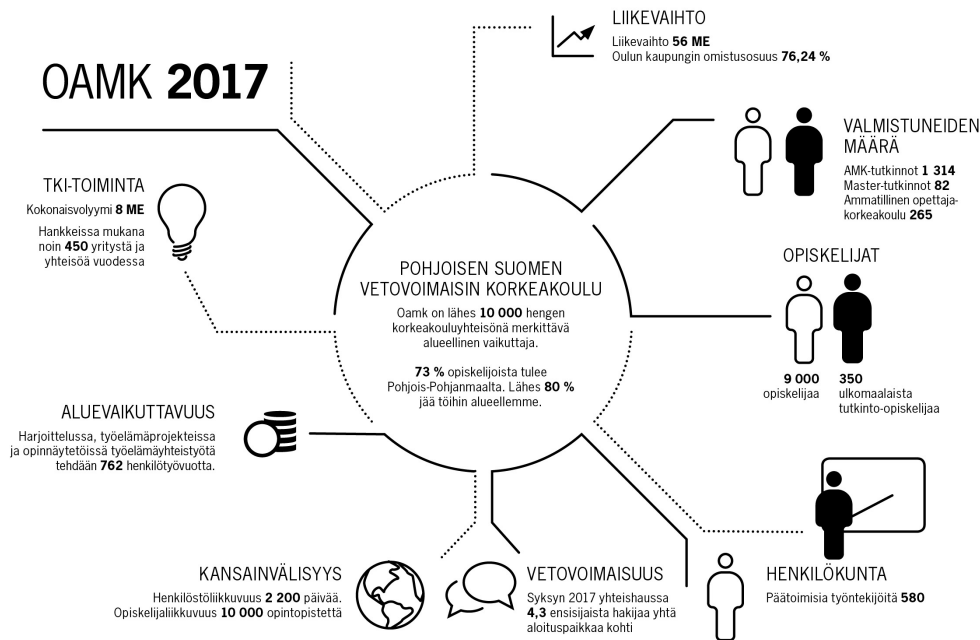 OAMK 2017
LIIKEVAIHTO
Liikevaihto 56 ME
Oulun kaupungin omistusosuus 76,24 %
VALMISTUNEIDEN
MÄÄRÄ
AMK-tutkinnot 1 314
Master-tutkinnot 82
Ammatillinen opettaja-
korkeakoulu 265
TKI-TOIMINTA
Kokonaisvolyymi 8 ME
Hankkeissa mukana
noin 450 yritystä ja
yhteisöä vuodessa
POHJOISEN SUOMEN
VETOVOIMAISIN KORKEAKOULU
Oamk on lähes 10 000 hengen
korkeakouluyhteisönä merkittävä
alueellinen vaikuttaja.
73 % opiskelijoista tulee
Pohjois-Pohjanmaalta. Lähes 80 %
jää töihin alueellemme.
OPISKELIJAT
9 000
opiskelijaa
350
ulkomaalaista
tutkinto-opiskelijaa
ALUEVAIKUTTAVUUS
Harjoittelussa, työelämäprojekteissa
ja opinnäytetöissä työelämäyhteistyötä
tehdään 762 henkilötyövuotta.
KANSAINVÄLISYYS
Henkilöstöliikkuvuus 2 200 päivää.
Opiskelijaliikkuvuus 10 000 opintopistettä
VETOVOIMAISUUS
Syksyn 2017 yhteishaussa
4,3 ensisijaista hakijaa yhtä
aloituspaikkaa kohti
HENKILÖKUNTA
Päätoimisia työntekijöitä 580